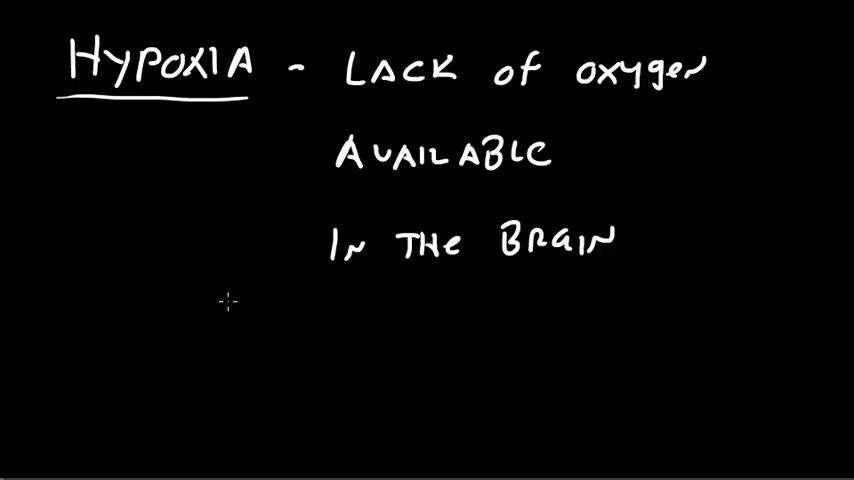 HYPOXIA - LACK of oxygen
AVAILABLE
IN THE BRAIN